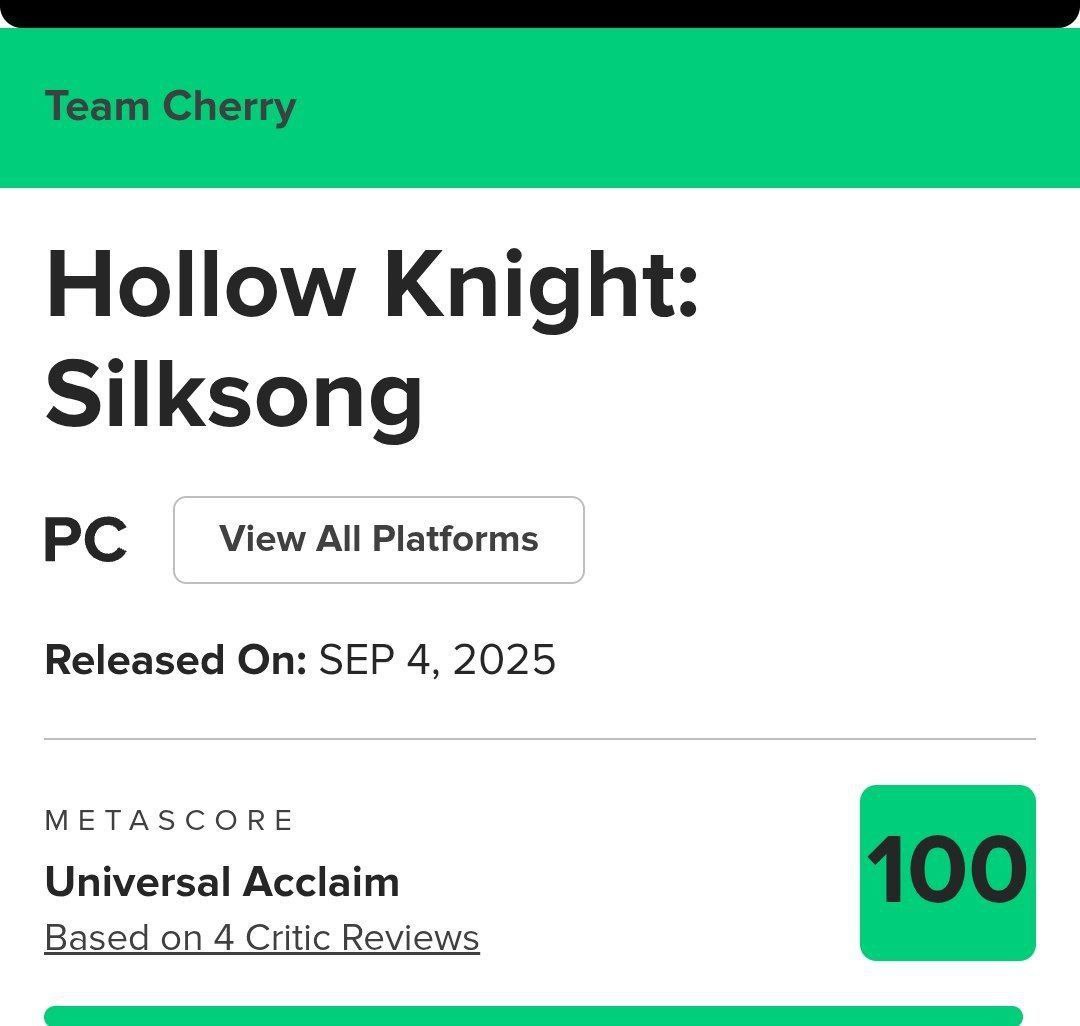 Team Cherry
Hollow Knight:
Silksong
PC
View All Platforms
Released On: SEP 4, 2025
METASCORE
Universal Acclaim
Based on 4 Critic Reviews
100